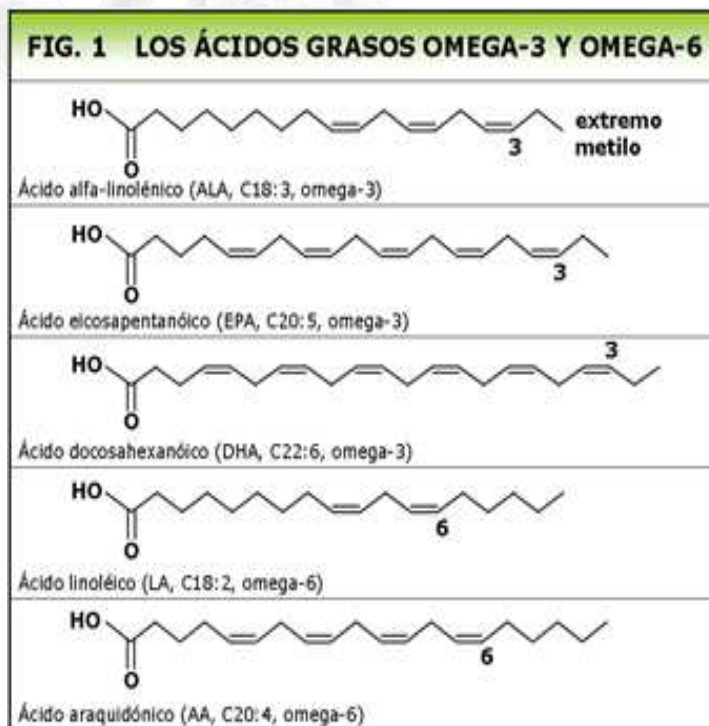 FIG. 1 LOS ÁCIDOS GRASOS OMEGA-3 Y OMEGA-6
HO
O
3
extremo
metilo
Ácido alfa-linolénico (ALA, C18:3, omega-3)
HO
O
3
Ácido eicosapentanóico (EPA, C20:5, omega-3)
3
HO
O
Ácido docosahexanóico (DHA, C22:6, omega-3)
HO
O
6
Ácido linoléico (LA, C18:2, omega-6)
HO
O
6
Ácido araquidónico (AA, C20:4, omega-6)